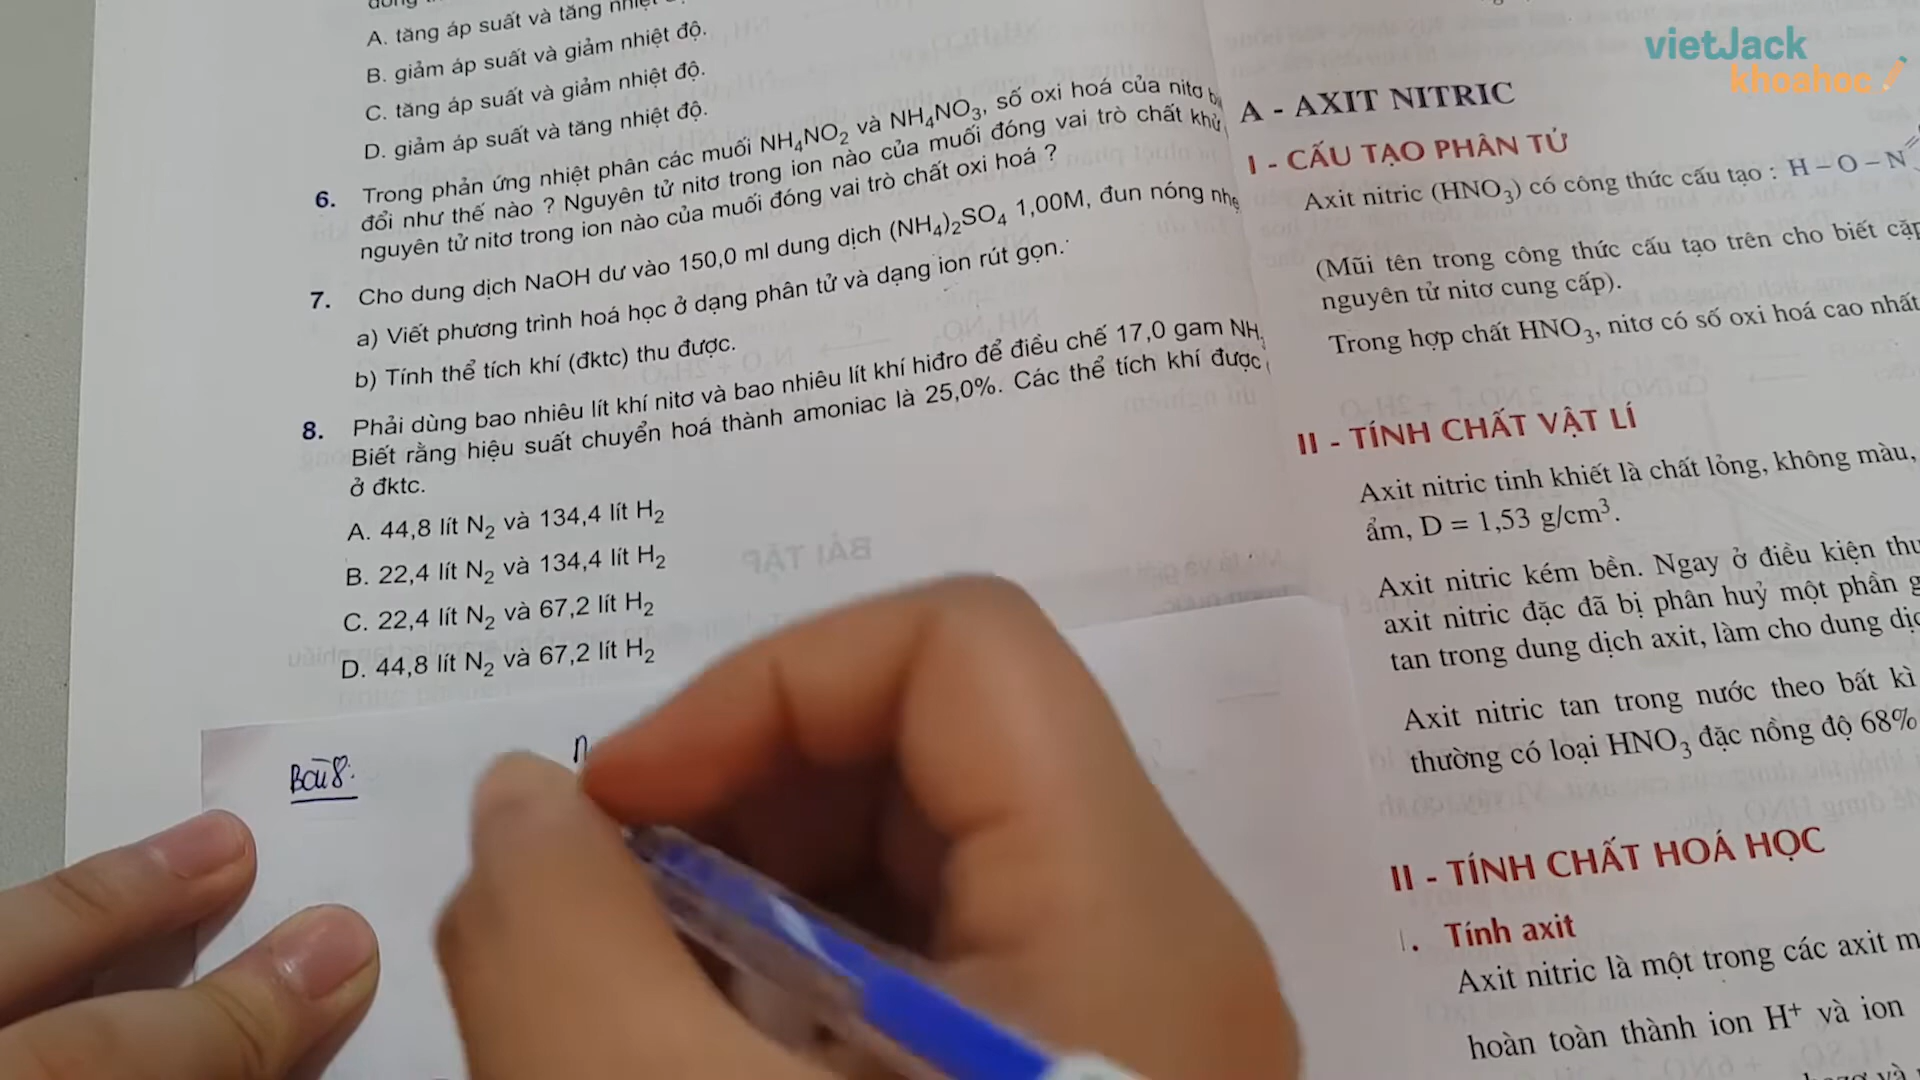 A. tăng áp suất và tăng nhiệt
B. giảm áp suất và giảm nhiệt độ.
C. tăng áp suất và giảm nhiệt độ.
D. giảm áp suất và tăng nhiệt độ.
6. Trong phản ứng nhiệt phân các muối NH4NO2 và NH4NO3, số oxi hoá của nitơ
đổi như thế nào ? Nguyên tử nitơ trong ion nào của muối đóng vai trò chất khử
nguyên tử nitơ trong ion nào của muối đóng vai trò chất oxi hoá ?
7. Cho dung dịch NaOH dư vào 150,0 ml dung dịch (NH4)2SO4 1,00M, đun nóng nhẹ
a) Viết phương trình hoá học ở dạng phân tử và dạng ion rút gọn.
b) Tính thể tích khí (đktc) thu được.
8. Phải dùng bao nhiêu lít khí nitơ và bao nhiêu lít khí hiđro để điều chế 17,0 gam NH3
Biết rằng hiệu suất chuyển hoá thành amoniac là 25,0%. Các thể tích khí được
ở đktc.
A. 44,8 lít N2 và 134,4 lít H2
B. 22,4 lít N2 và 134,4 lít H2
C. 22,4 lít N2 và 67,2 lít H2
D. 44,8 lít N2 và 67,2 lít H2
Bài 8:
n
vietJack
khoahoc
A - AXIT NITRIC
I - CẤU TẠO PHÂN TỬ
Axit nitric (HNO3) có công thức cấu tạo : H – O – N
(Mũi tên trong công thức cấu tạo trên cho biết cặp
nguyên tử nitơ cung cấp).
Trong hợp chất HNO3, nitơ có số oxi hoá cao nhất
II - TÍNH CHẤT VẬT LÍ
Axit nitric tinh khiết là chất lỏng, không màu,
ẩm, D = 1,53 g/cm3.
Axit nitric kém bền. Ngay ở điều kiện
axit nitric đặc đã bị phân huỷ một phần
tan trong dung dịch axit, làm cho dung
Axit nitric tan trong nước theo bất kì
thường có loại HNO3 đặc nồng độ 68%
II - TÍNH CHẤT HOÁ HỌC
1. Tính axit
Axit nitric là một trong các axit
hoàn toàn thành ion H+ và ion